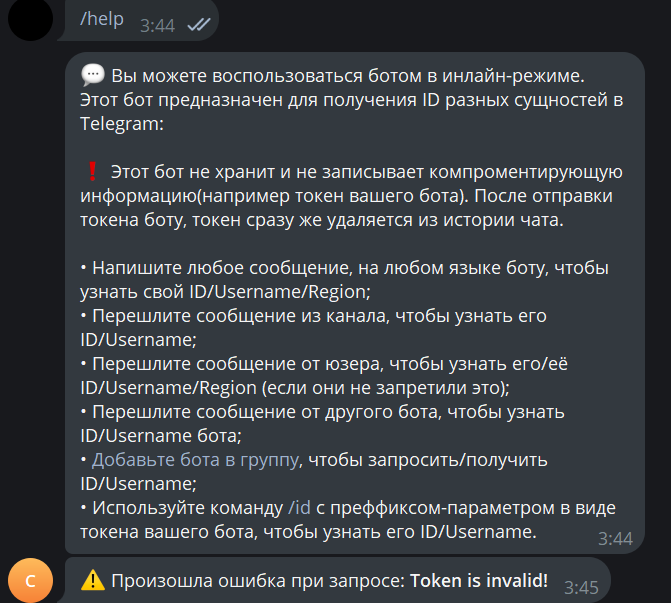 /help 3:44
Вы можете воспользоваться ботом в инлайн-режиме.
Этот бот предназначен для получения ID разных сущностей в
Telegram:
❗ Этот бот не хранит и не записывает компроментирующую
информацию(например токен вашего бота). После отправки
токена боту, токен сразу же удаляется из истории чата.
• Напишите любое сообщение, на любом языке боту, чтобы
узнать свой ID/Username/Region;
• Перешлите сообщение из канала, чтобы узнать его
ID/Username;
• Перешлите сообщение от юзера, чтобы узнать его/её
ID/Username/Region (если они не запретили это);
• Перешлите сообщение от другого бота, чтобы узнать
ID/Username бота;
• Добавьте бота в группу, чтобы запросить/получить
ID/Username;
• Используйте команду /id с преффиксом-параметром в виде
токена вашего бота, чтобы узнать его ID/Username.
3:44
C
⚠️ Произошла ошибка при запросе: Token is invalid! 3:45